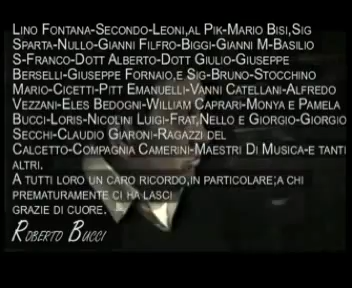 Lino Fontana-Secondo-Leoni,al Pik-Mario Bisi,Sig
Sparta-Nullo-Gianni Filfro-Biggi-Gianni M-Basilio
S-Franco-Dott Alberto-Dott Giulio-Giuseppe
Berselli-Giuseppe Fornaio,e Sig-Bruno-Stocchino
Mario-Cicetti-Pitt Emanuelli-Vanni Catellani-Alfredo
Vezzani-Eles Bedogni-William Caprari-Monya e Pamela
Bucci-Loris-Nicolini Luigi-Frat,Nello e Giorgio-Giorgio
Secchi-Claudio Giaroni-Ragazzi del
Calcetto-Compagnia Camerini-Maestri Di Musica-e tanti
altri.
A tutti loro un caro ricordo,in particolare;a chi
prematuramente ci ha lasci
grazie di cuore.
Roberto Bucci